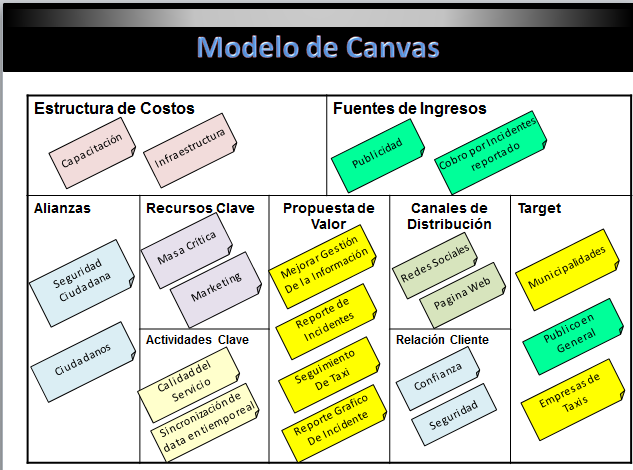 Modelo de Canvas
Estructura de Costos
Capacitación
Infraestructura
Fuentes de Ingresos
Publicidad
Cobro por Incidentes
reportado
Alianzas
Seguridad
Ciudadana
Ciudadanos
Recursos Clave
Masa Crítica
Marketing
Actividades Clave
Calidad del
Servicio
Sincronización de
data en tiempo real
Propuesta de
Valor
Mejorar Gestión
De la Información
Reporte de
Incidentes
Seguimiento
De Taxi
Reporte Grafico
De Incidente
Canales de
Distribución
Redes Sociales
Pagina Web
Relación Cliente
Confianza
Seguridad
Target
Municipalidades
Publico en
General
Empresas de
Taxis